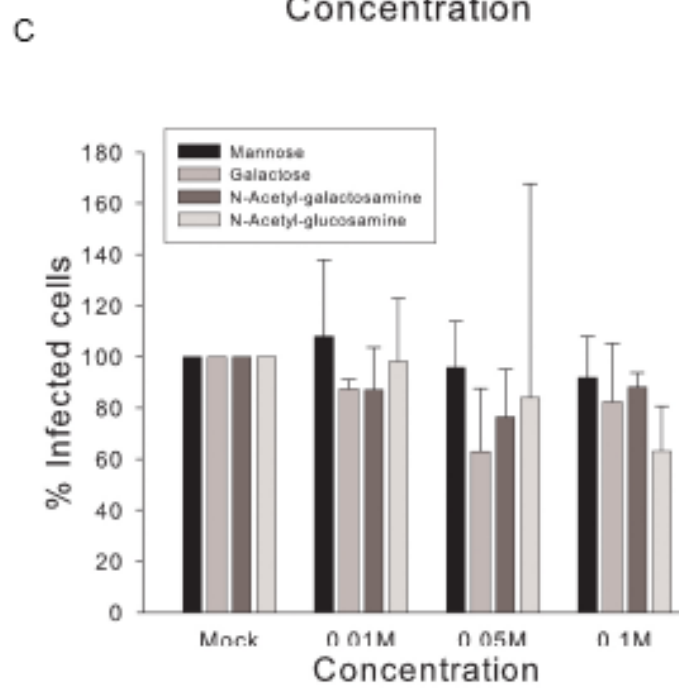 Concentration
C
180
160
140
120
100
80
60
40
20
0
% Infected cells
Mannose
Galactose
N-Acetyl-galactosamine
N-Acetyl-glucosamine
Mock 0.01M 0.05M 0.1M
Concentration